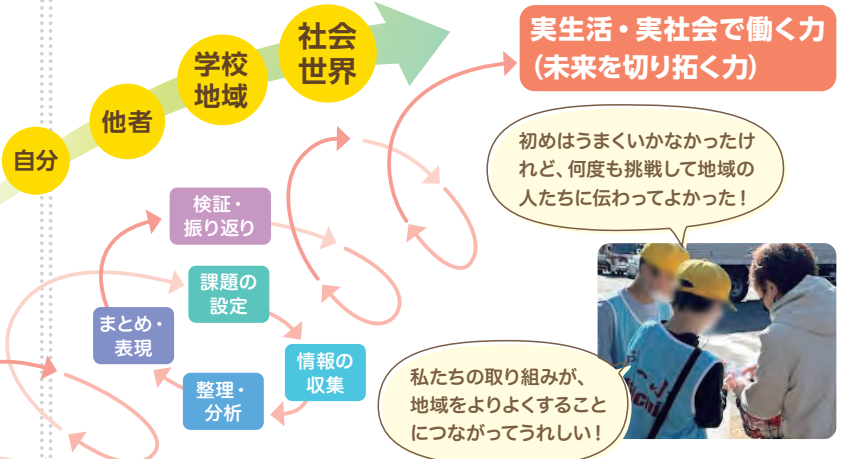 社会
世界
学校
地域
他者
自分
実生活・実社会で働く力
(未来を切り拓く力)
初めはうまくいかなかったけ
れど、何度も挑戦して地域の
人たちに伝わってよかった!
検証・
振り返り
課題の
設定
まとめ・
表現
情報の
収集
整理・
分析
私たちの取り組みが、
地域をよりよくすること
につながってうれしい!